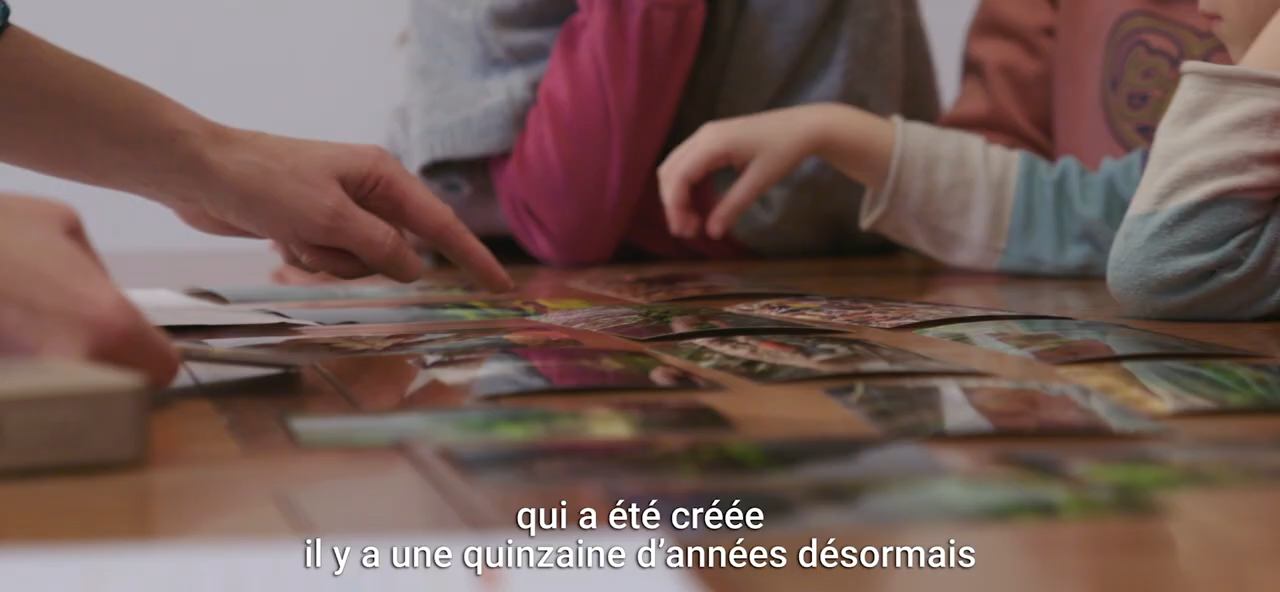 qui a été créée
il y a une quinzaine d’années désormais